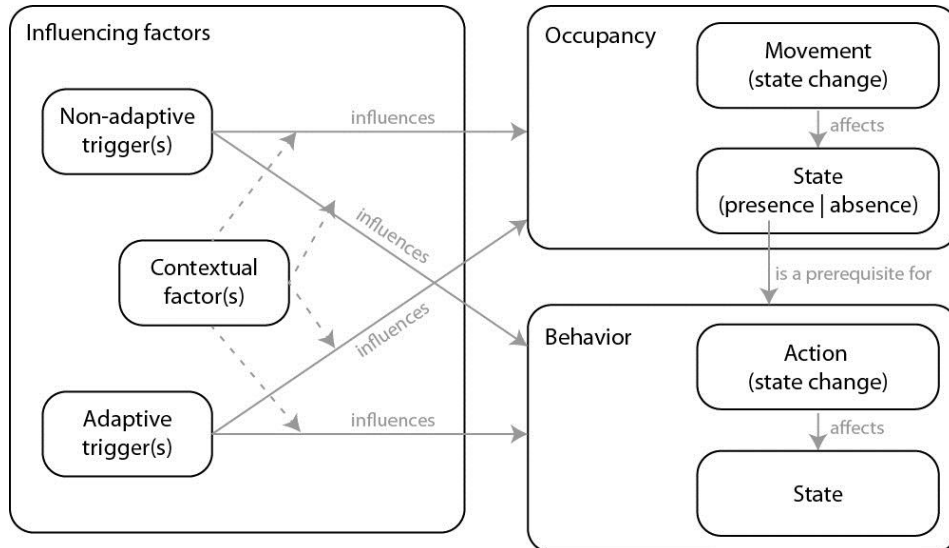 Influencing factors
Non-adaptive
trigger(s)
Contextual
factor(s)
Adaptive
trigger(s)
influences
influences
influences
influences
Occupancy
Movement
(state change)
affects
State
(presence | absence)
is a prerequisite for
Behavior
Action
(state change)
affects
State